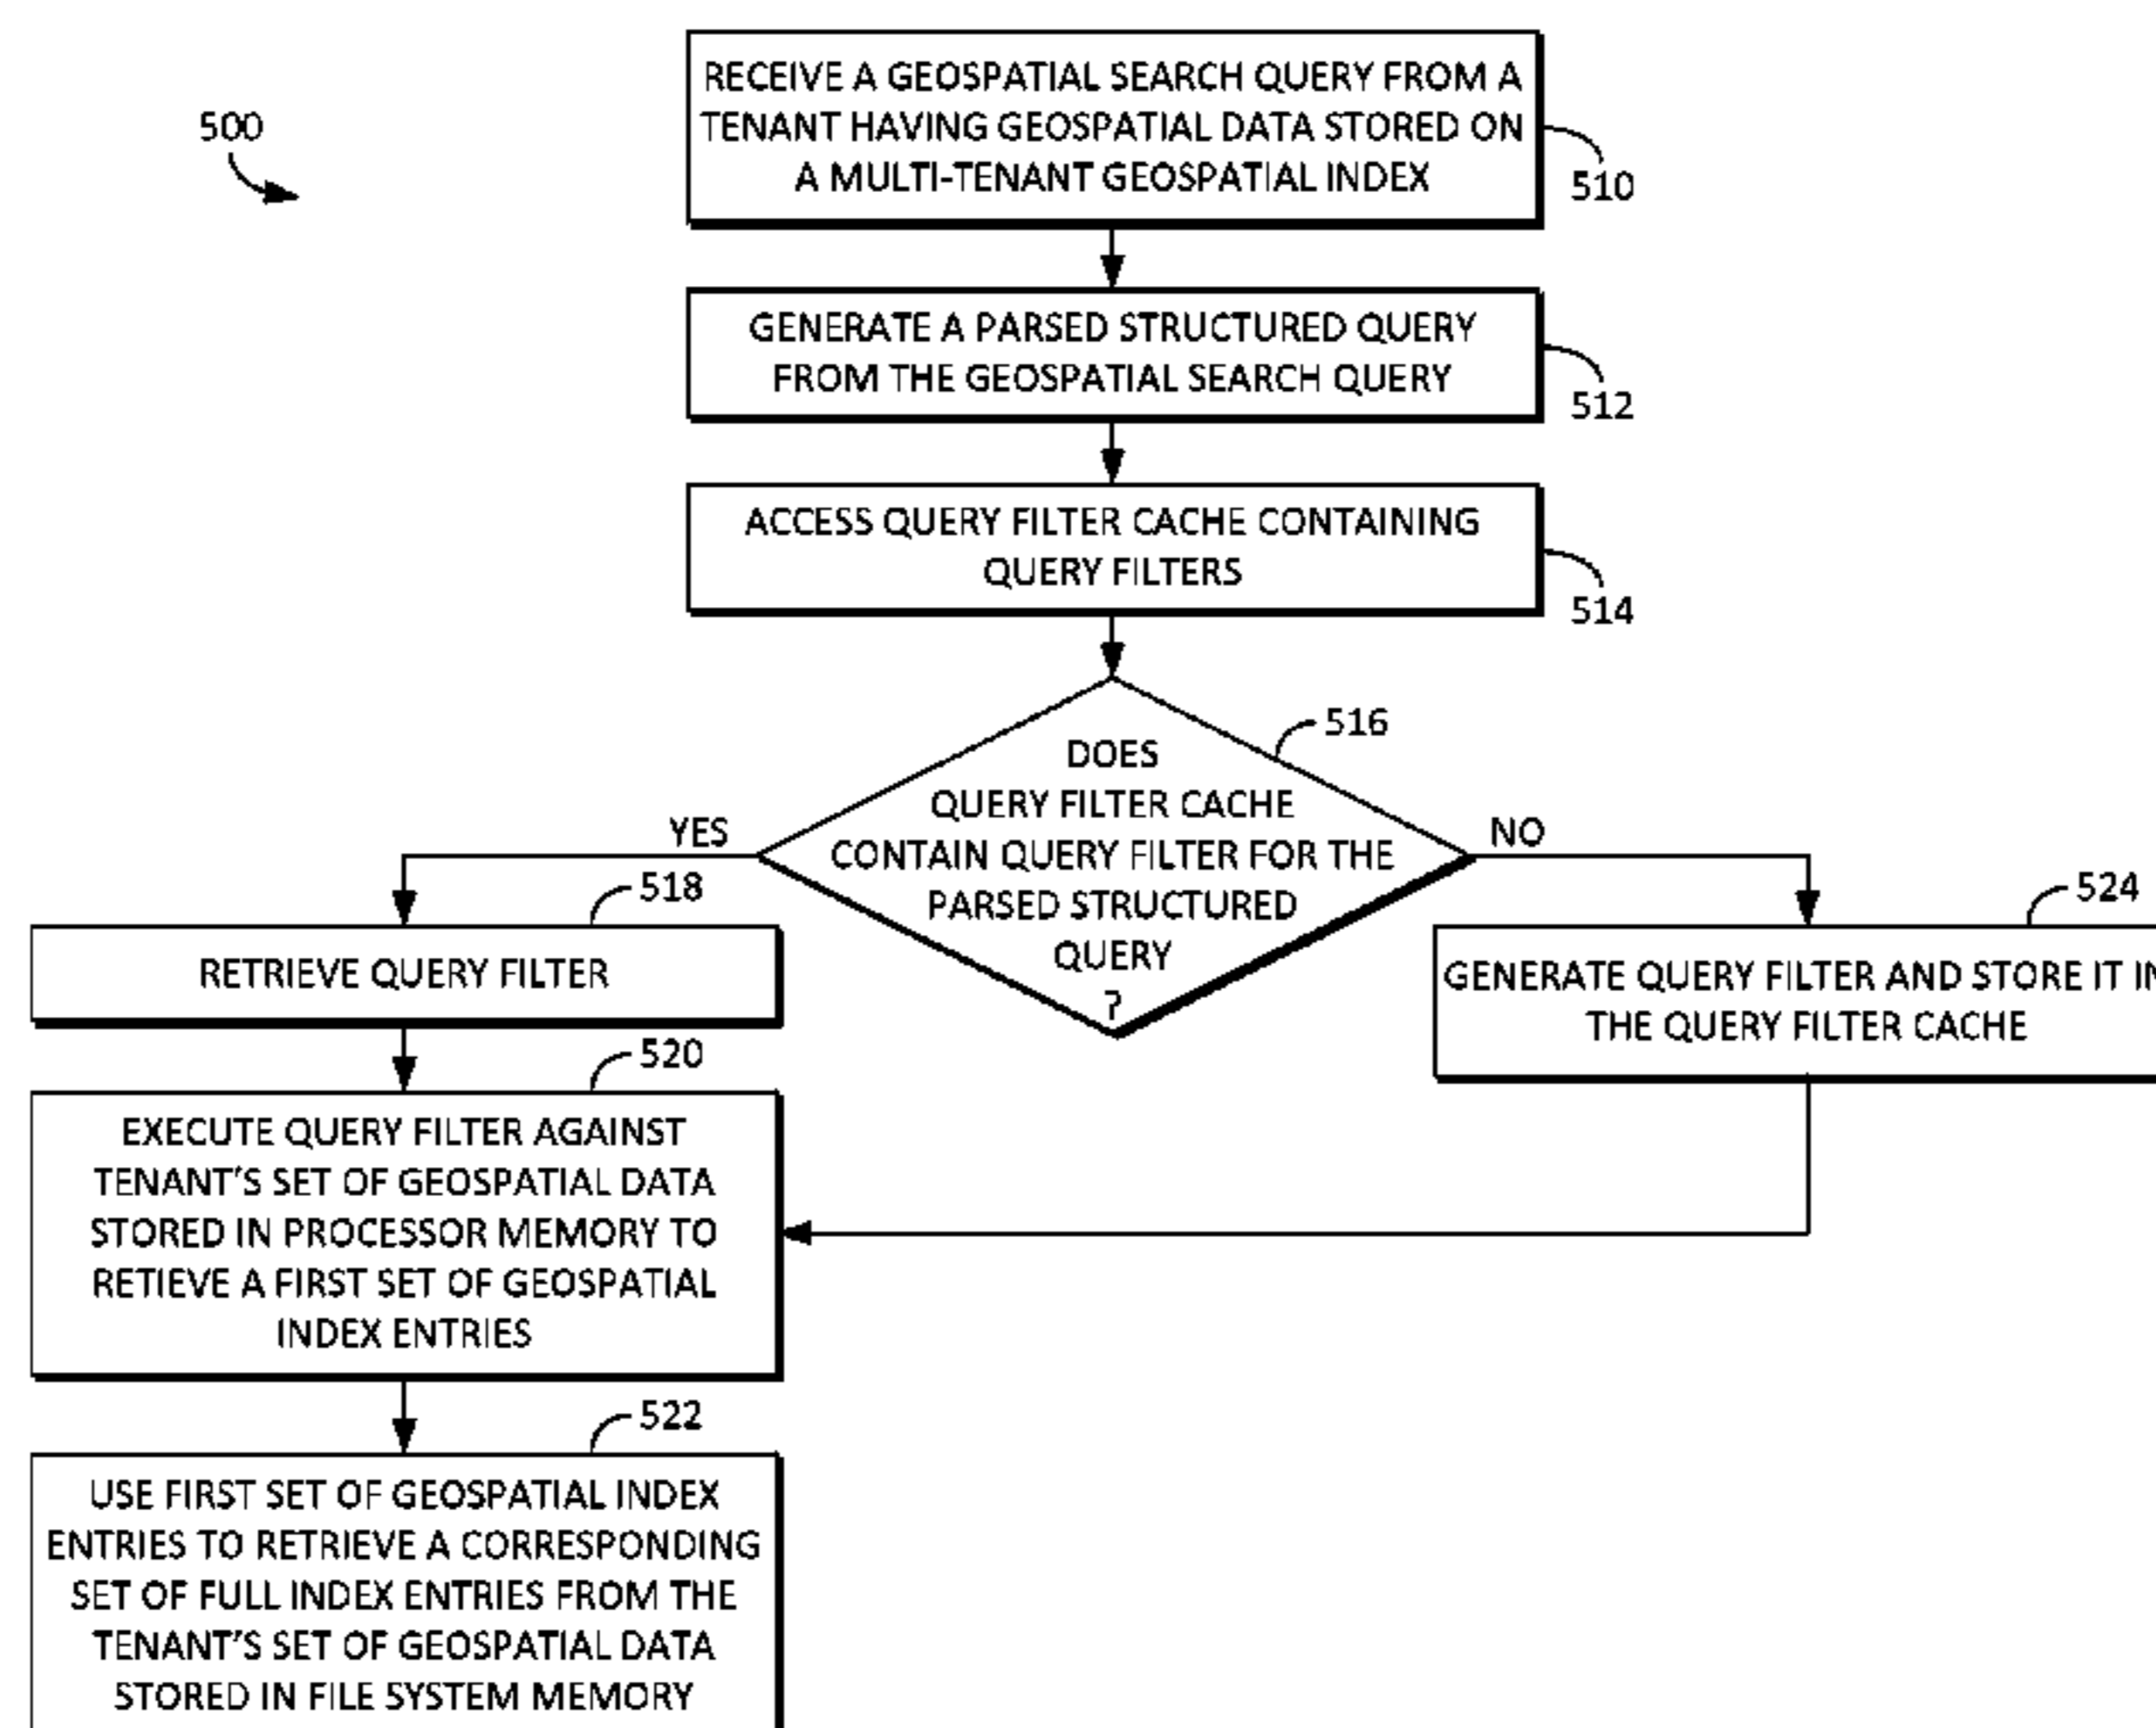 RECEIVE A GEOSPATIAL SEARCH QUERY FROM A
TENANT HAVING GEOSPATIAL DATA STORED ON
A MULTI-TENANT GEOSPATIAL INDEX
500
510
GENERATE A PARSED STRUCTURED QUERY
FROM THE GEOSPATIAL SEARCH QUERY
512
ACCESS QUERY FILTER CACHE CONTAINING
QUERY FILTERS
514
516
DOES
QUERY FILTER CACHE
CONTAIN QUERY FILTER FOR THE
PARSED STRUCTURED
QUERY
?
YES
NO
518
RETRIEVE QUERY FILTER
524
GENERATE QUERY FILTER AND STORE IT IN
THE QUERY FILTER CACHE
520
EXECUTE QUERY FILTER AGAINST
TENANT'S SET OF GEOSPATIAL DATA
STORED IN PROCESSOR MEMORY TO
RETIEVE A FIRST SET OF GEOSPATIAL
INDEX ENTRIES
522
USE FIRST SET OF GEOSPATIAL INDEX
ENTRIES TO RETRIEVE A CORRESPONDING
SET OF FULL INDEX ENTRIES FROM THE
TENANT'S SET OF GEOSPATIAL DATA
STORED IN FILE SYSTEM MEMORY